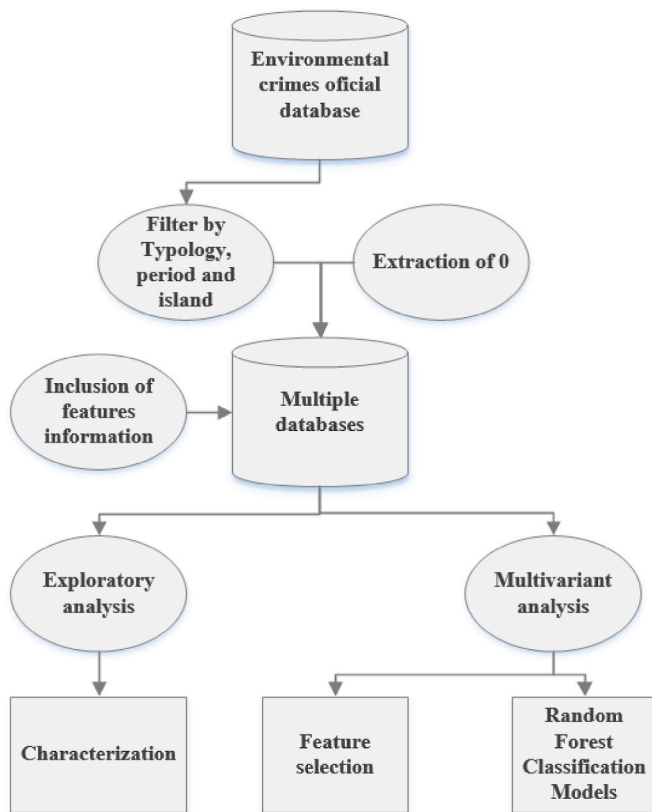 Environmental
crimes oficial
database
Filter by
Typology,
period and
island
Extraction of 0
Inclusion of
features
information
Multiple
databases
Exploratory
analysis
Multivariant
analysis
Characterization
Feature
selection
Random
Forest
Classification
Models